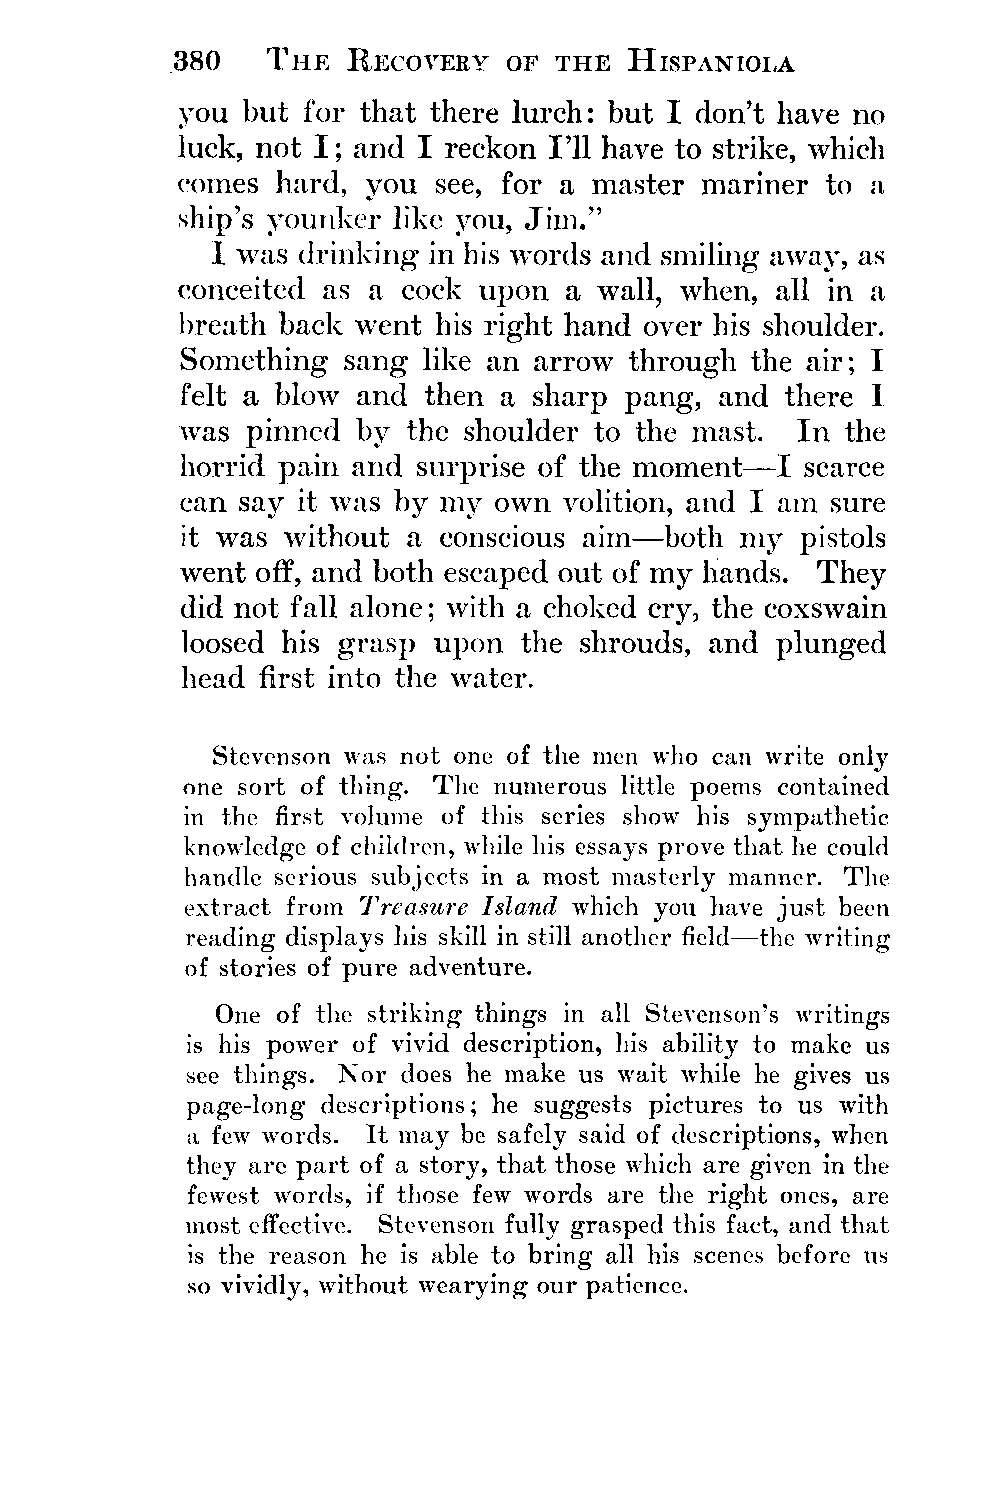 380 THE RECOVERY OF THE HISPANIOLA
you but for that there lurch: but I don't have no
luck, not I; and I reckon I'll have to strike, which
comes hard, you see, for a master mariner to a
ship's younker like you, Jim."
I was drinking in his words and smiling away, as
conceited as a cock upon a wall, when, all in a
breath back went his right hand over his shoulder.
Something sang like an arrow through the air; I
felt a blow and then a sharp pang, and there I
was pinned by the shoulder to the mast. In the
horrid pain and surprise of the moment—I scarce
can say it was by my own volition, and I am sure
it was without a conscious aim—both my pistols
went off, and both escaped out of my hands. They
did not fall alone; with a choked cry, the coxswain
loosed his grasp upon the shrouds, and plunged
head first into the water.
Stevenson was not one of the men who can write only
one sort of thing. The numerous little poems contained
in the first volume of this series show his sympathetic
knowledge of children, while his essays prove that he could
handle serious subjects in a most masterly manner. The
extract from Treasure Island which you have just been
reading displays his skill in still another field—the writing
of stories of pure adventure.
One of the striking things in all Stevenson's writings
is his power of vivid description, his ability to make us
see things. Nor does he make us wait while he gives us
page-long descriptions; he suggests pictures to us with
a few words. It may be safely said of descriptions, when
they are part of a story, that those which are given in the
fewest words, if those few words are the right ones, are
most effective. Stevenson fully grasped this fact, and that
is the reason he is able to bring all his scenes before us
so vividly, without wearying our patience.